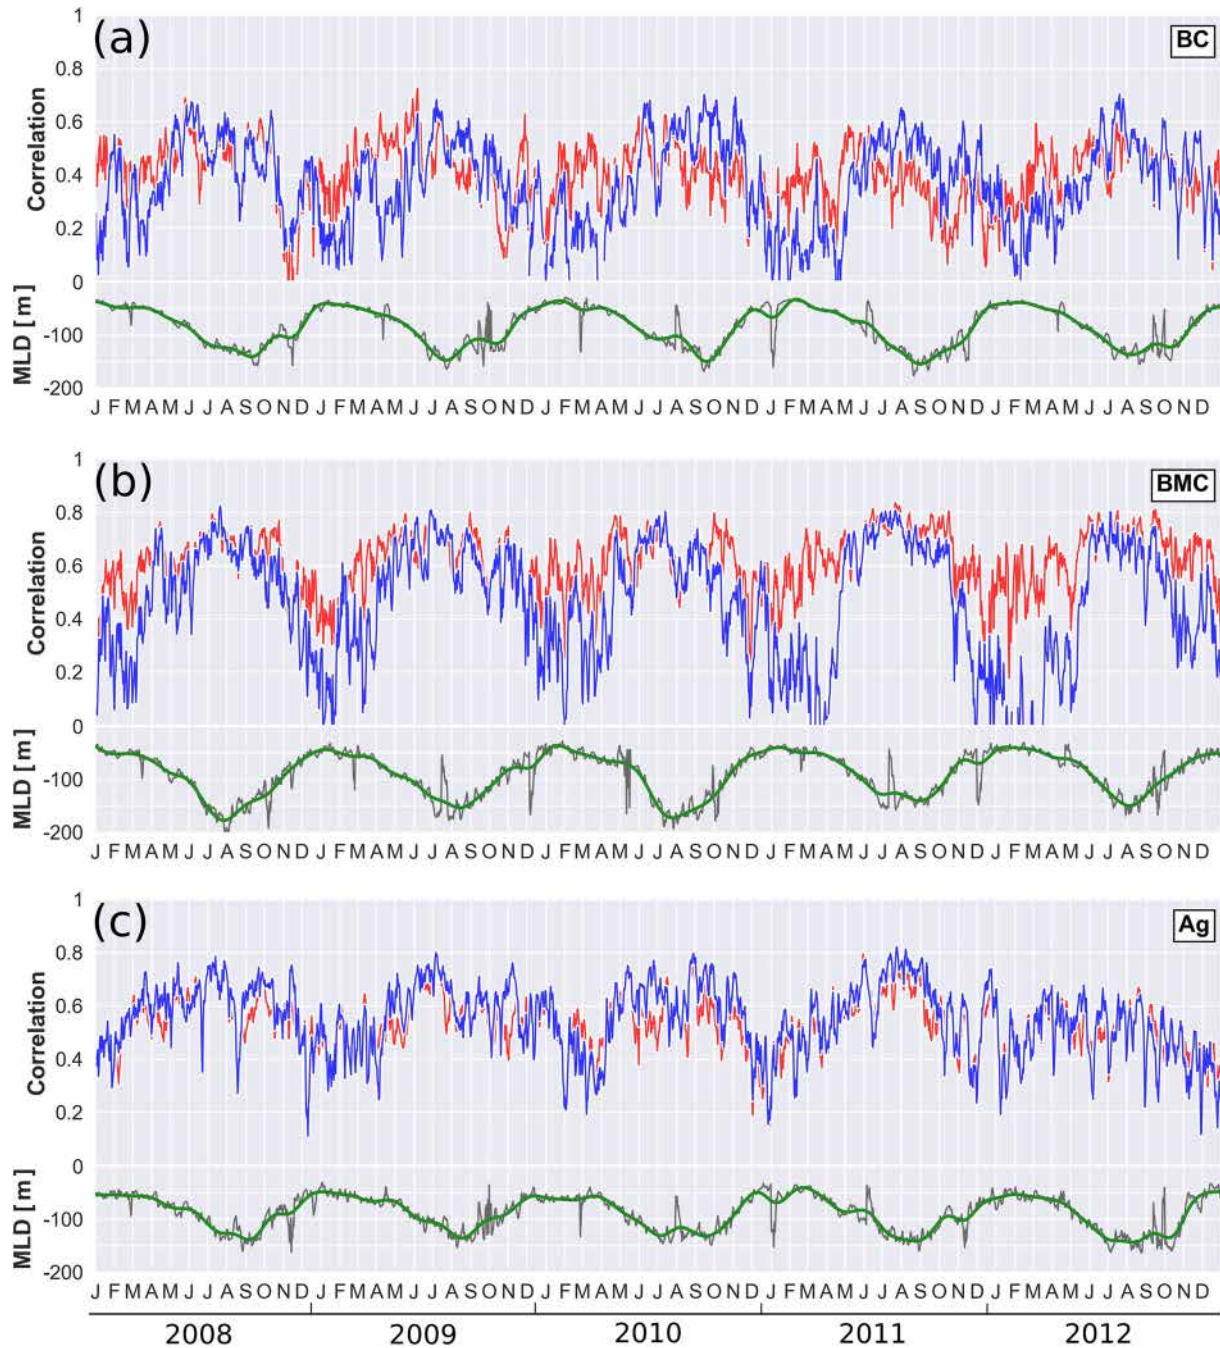 (a)
BC
Correlation
1
0.8
0.6
0.4
0.2
0
MLD [ m ]
-100
-200
J F M A M J J A S O N D J F M A M J J A S O N D J F M A M J J A S O N D J F M A M J J A S O N D J F M A M J J A S O N D
(b)
BMC
Correlation
1
0.8
0.6
0.4
0.2
0
MLD [ m ]
-100
-200
J F M A M J J A S O N D J F M A M J J A S O N D J F M A M J J A S O N D J F M A M J J A S O N D J F M A M J J A S O N D
(c)
Ag
Correlation
1
0.8
0.6
0.4
0.2
0
MLD [ m ]
-100
-200
J F M A M J J A S O N D J F M A M J J A S O N D J F M A M J J A S O N D J F M A M J J A S O N D J F M A M J J A S O N D
2008 2009 2010 2011 2012